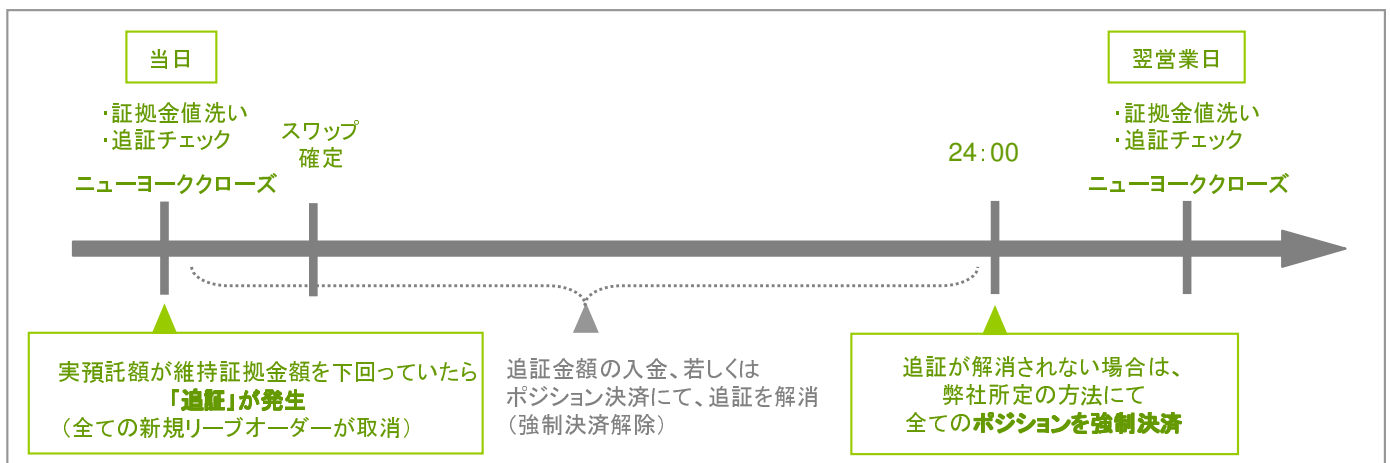 当日
・証拠金値洗い
・追証チェック
ニューヨーククローズ
スワップ
確定
24:00
翌営業日
・証拠金値洗い
・追証チェック
ニューヨーククローズ
実預託額が維持証拠金額を下回っていたら
「追証」が発生
(全ての新規リーブオーダーが取消)
追証金額の入金、若しくは
ポジション決済にて、追証を解消
(強制決済解除)
追証が解消されない場合は、
弊社所定の方法にて
全てのポジションを強制決済